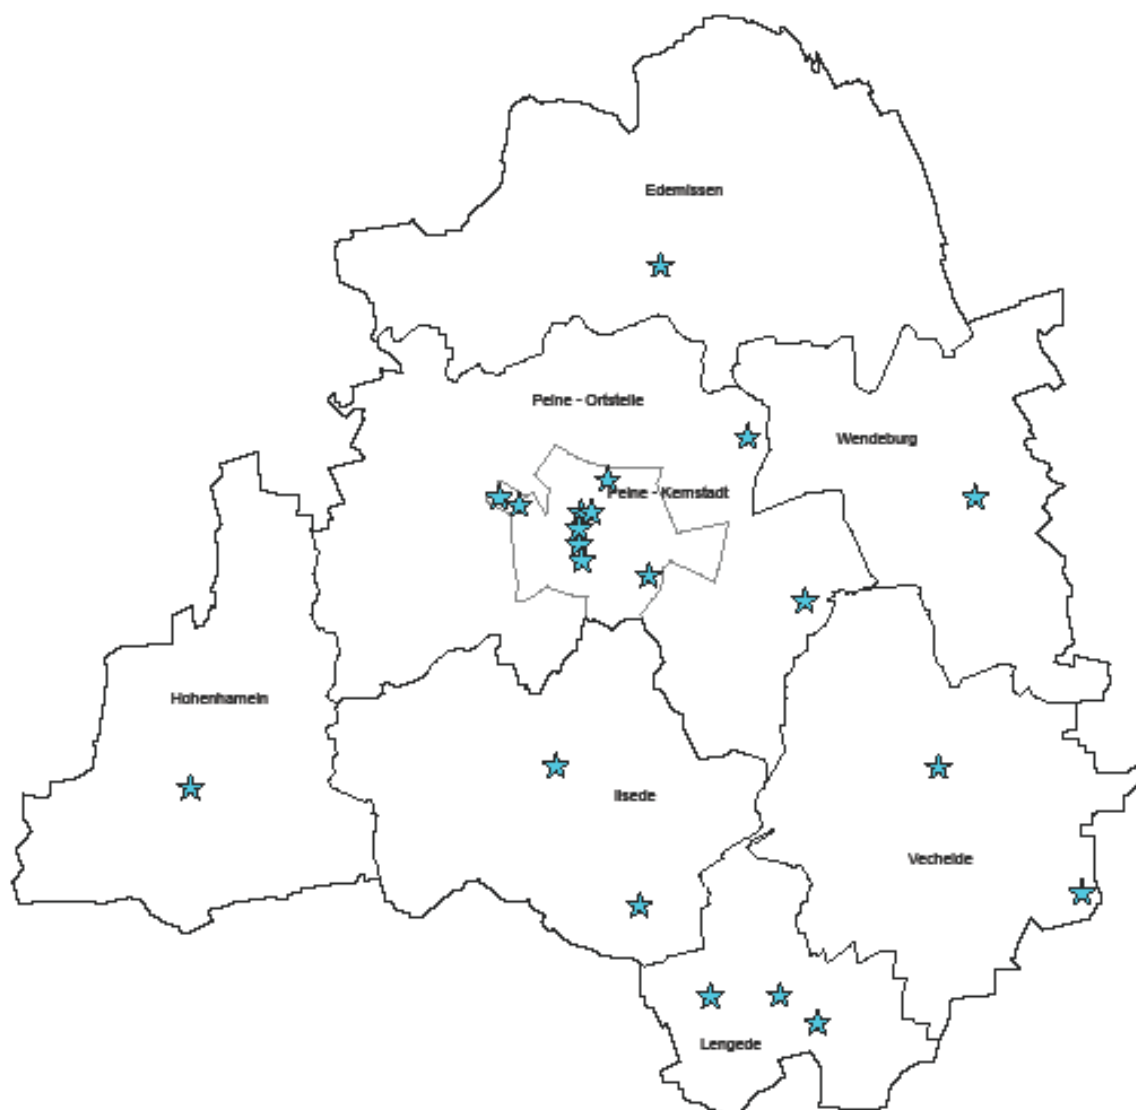 Edemissen
Peine - Ortsteile
Wendeburg
Peine - Kernstadt
Hohenhameln
Ilsede
Vechelde
Lengede